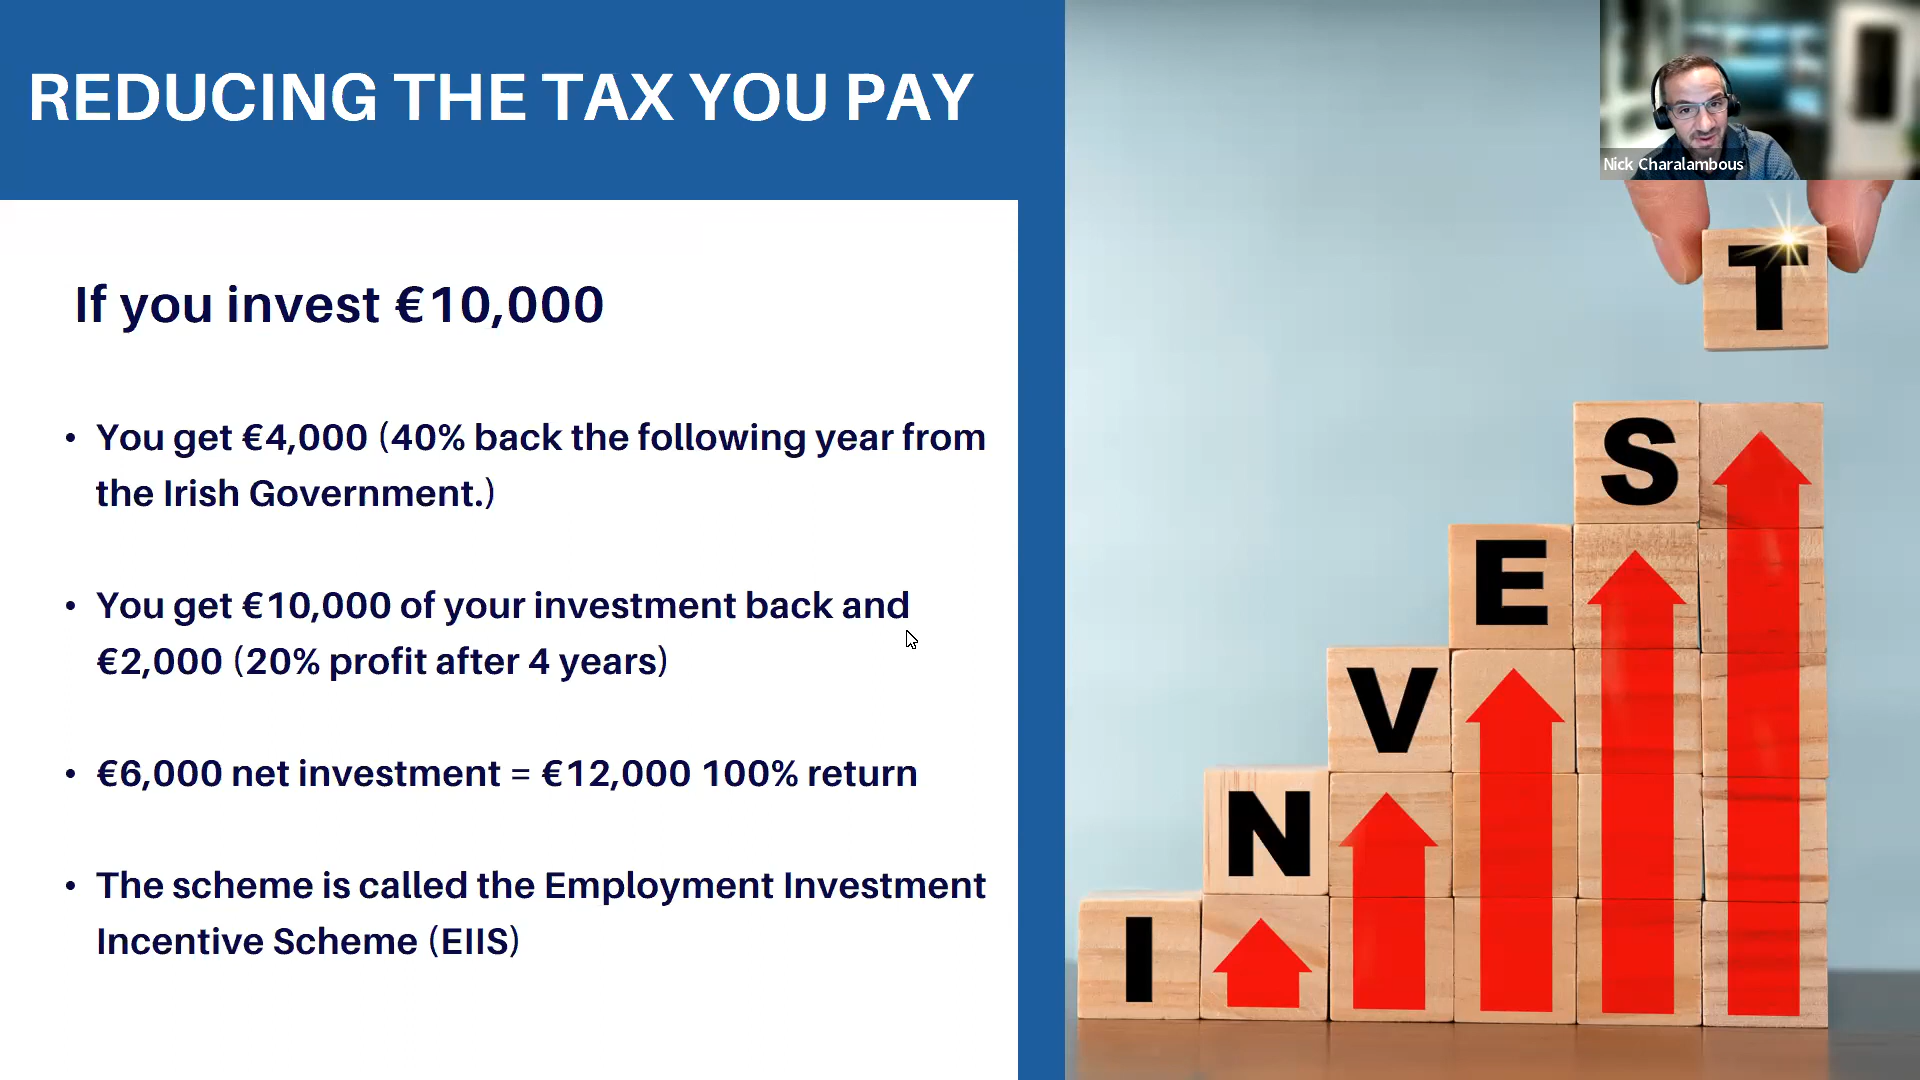 REDUCING THE TAX YOU PAY
Nick Charalambous
If you invest €10,000
• You get €4,000 (40% back the following year from
the Irish Government.)
• You get €10,000 of your investment back and
€2,000 (20% profit after 4 years)
• €6,000 net investment = €12,000 100% return
• The scheme is called the Employment Investment
Incentive Scheme (EIIS)
I N V E S T